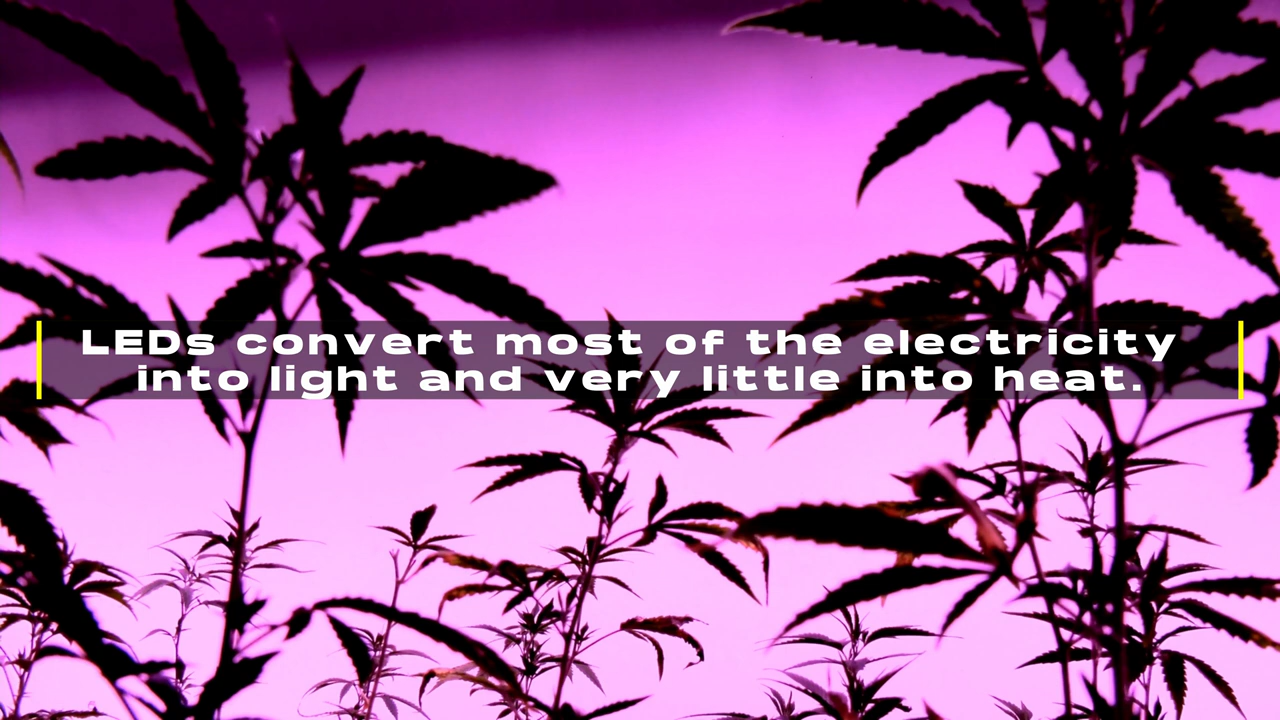 LEDs convert most of the electricity
into light and very little into heat.